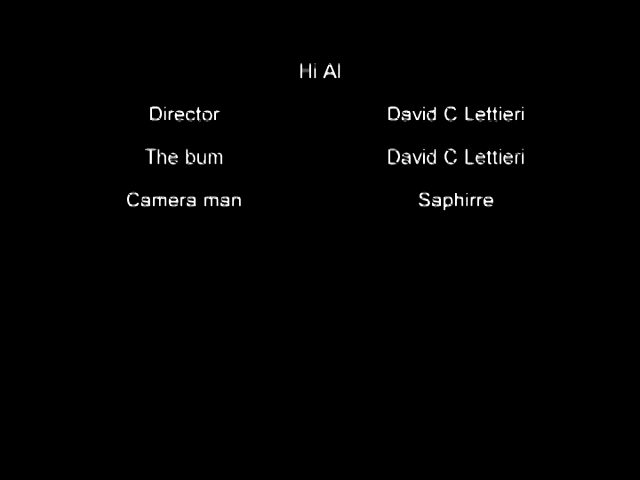 Hi Al
Director David C Lettieri
The bum David C Lettieri
Camera man Saphirre